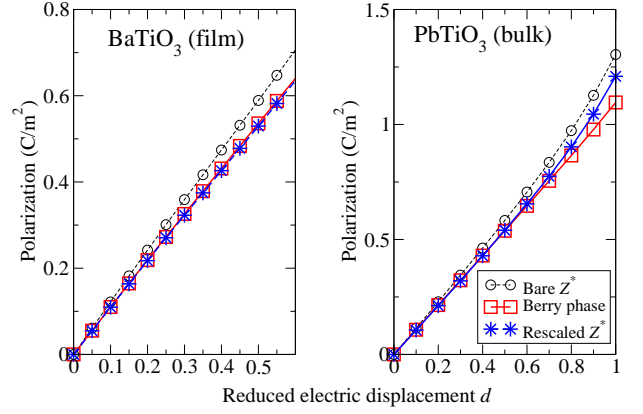 BaTiO3 (film)
PbTiO3 (bulk)
Polarization (C/m2)
0
0.2
0.4
0.6
0.8
0 0.1 0.2 0.3 0.4 0.5
Polarization (C/m2)
0
0.5
1
1.5
0 0.2 0.4 0.6 0.8 1
Bare Z*
Berry phase
Rescaled Z*
Reduced electric displacement d